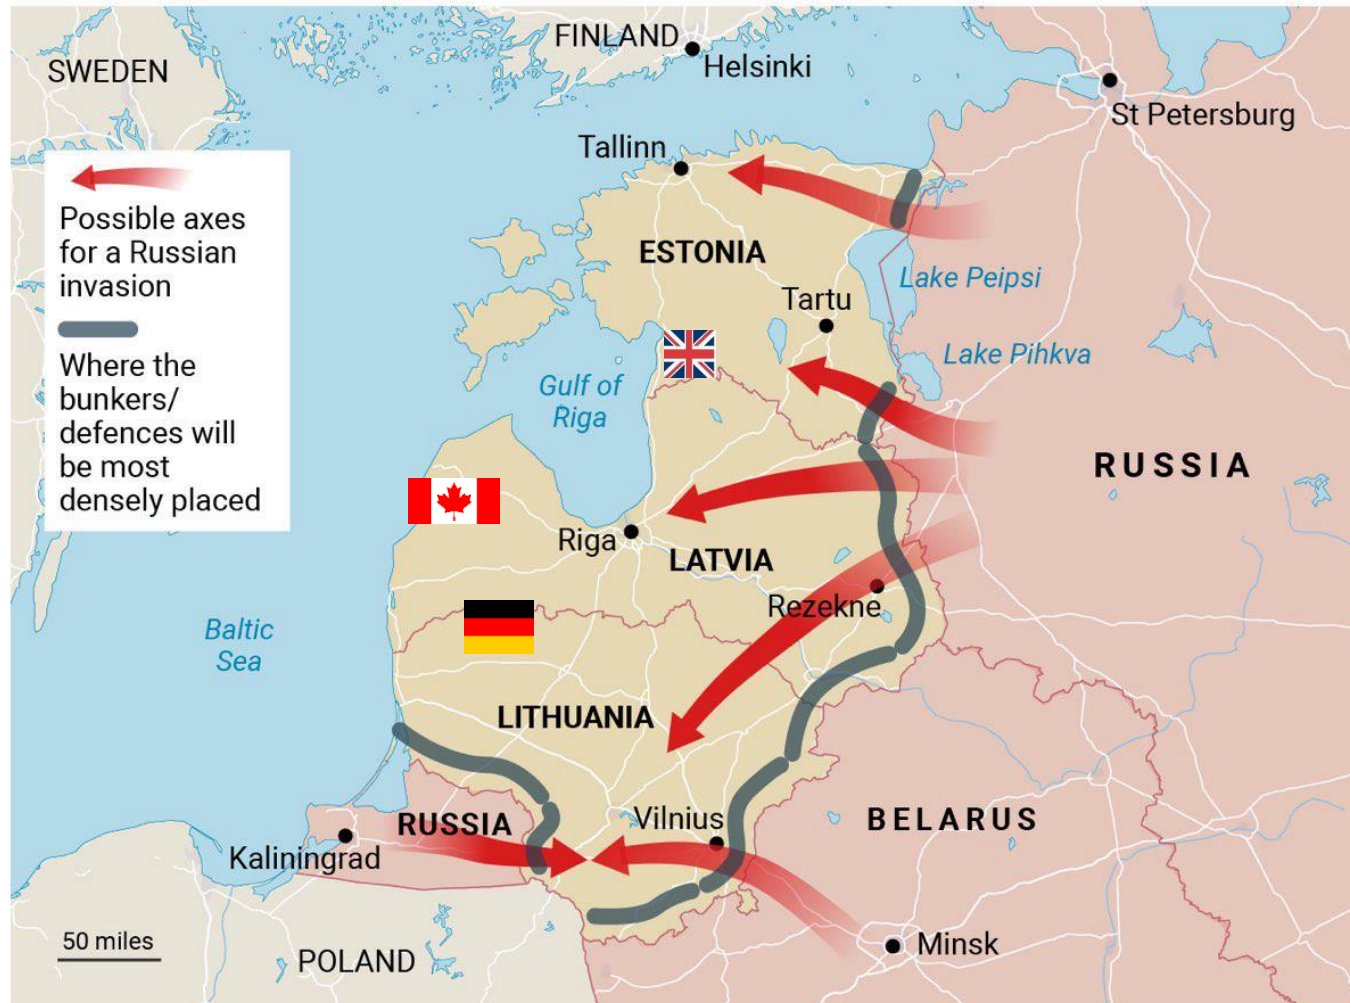 FINLAND
Helsinki
SWEDEN
St Petersburg
Tallinn
Possible axes
for a Russian
invasion
Where the
bunkers/
defences will
be most
densely placed
ESTONIA
Lake Peipsi
Tartu
Lake Pihkva
Gulf of
Riga
RUSSIA
Riga
LATVIA
Rezekne
Baltic
Sea
LITHUANIA
RUSSIA
Vilnius
BELARUS
Kaliningrad
50 miles
POLAND
Minsk